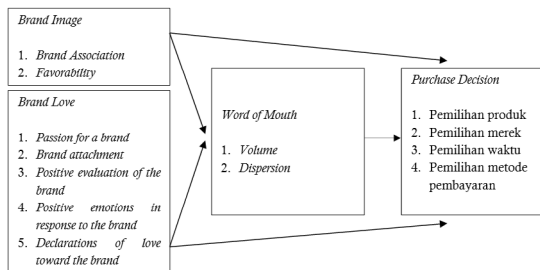 Brand Image
1. Brand Association
2. Favorability
Brand Love
1. Passion for a brand
2. Brand attachment
3. Positive evaluation of the
brand
4. Positive emotions in
response to the brand
5. Declarations of love
toward the brand
Word of Mouth
1. Volume
2. Dispersion
Purchase Decision
1. Pemilihan produk
2. Pemilihan merek
3. Pemilihan waktu
4. Pemilihan metode
pembayaran